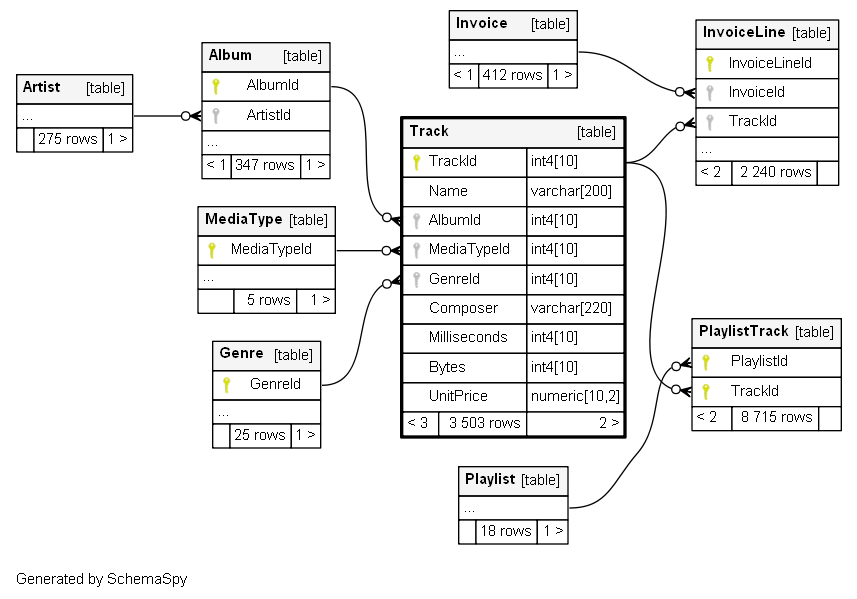 Artist [table]
...
275 rows 1 >
Album [table]
AlbumId
ArtistId
...
< 1 347 rows 1 >
MediaType [table]
MediaTypeId
...
5 rows 1 >
Genre [table]
GenreId
...
25 rows 1 >
Invoice [table]
...
< 1 412 rows 1 >
Track [table]
TrackId int4[10]
Name varchar[200]
AlbumId int4[10]
MediaTypeId int4[10]
GenreId int4[10]
Composer varchar[220]
Milliseconds int4[10]
Bytes int4[10]
UnitPrice numeric[10,2]
< 3 3 503 rows 2 >
Playlist [table]
...
18 rows 1 >
InvoiceLine [table]
InvoiceLineId
InvoiceId
TrackId
...
< 2 2 240 rows
PlaylistTrack [table]
PlaylistId
TrackId
< 2 8 715 rows
Generated by SchemaSpy